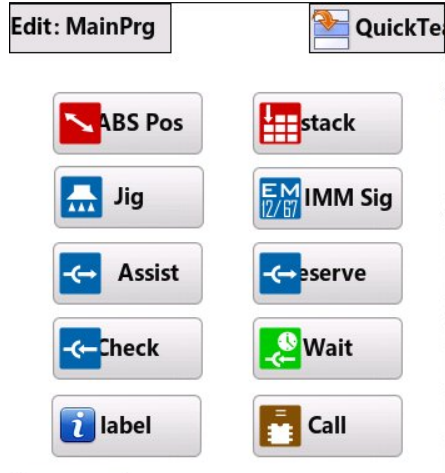 Edit: MainPrg
QuickTea
ABS Pos
stack
Jig
EM 12/67 IMM Sig
Assist
eserve
Check
Wait
label
Call